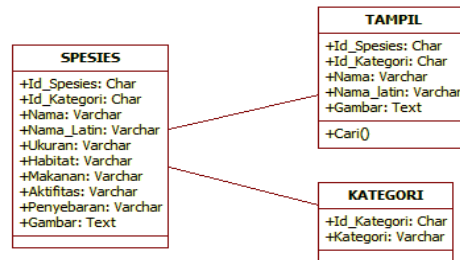 SPESIES
+Id_Spesies: Char
+Id_Kategori: Char
+Nama: Varchar
+Nama_Latin: Varchar
+Ukuran: Varchar
+Habitat: Varchar
+Makanan: Varchar
+Aktifitas: Varchar
+Penyebaran: Varchar
+Gambar: Text
TAMPIL
+Id_Spesies: Char
+Id_Kategori: Char
+Nama: Varchar
+Nama_latin: Varchar
+Gambar: Text
+Cari()
KATEGORI
+Id_Kategori: Char
+Kategori: Varchar